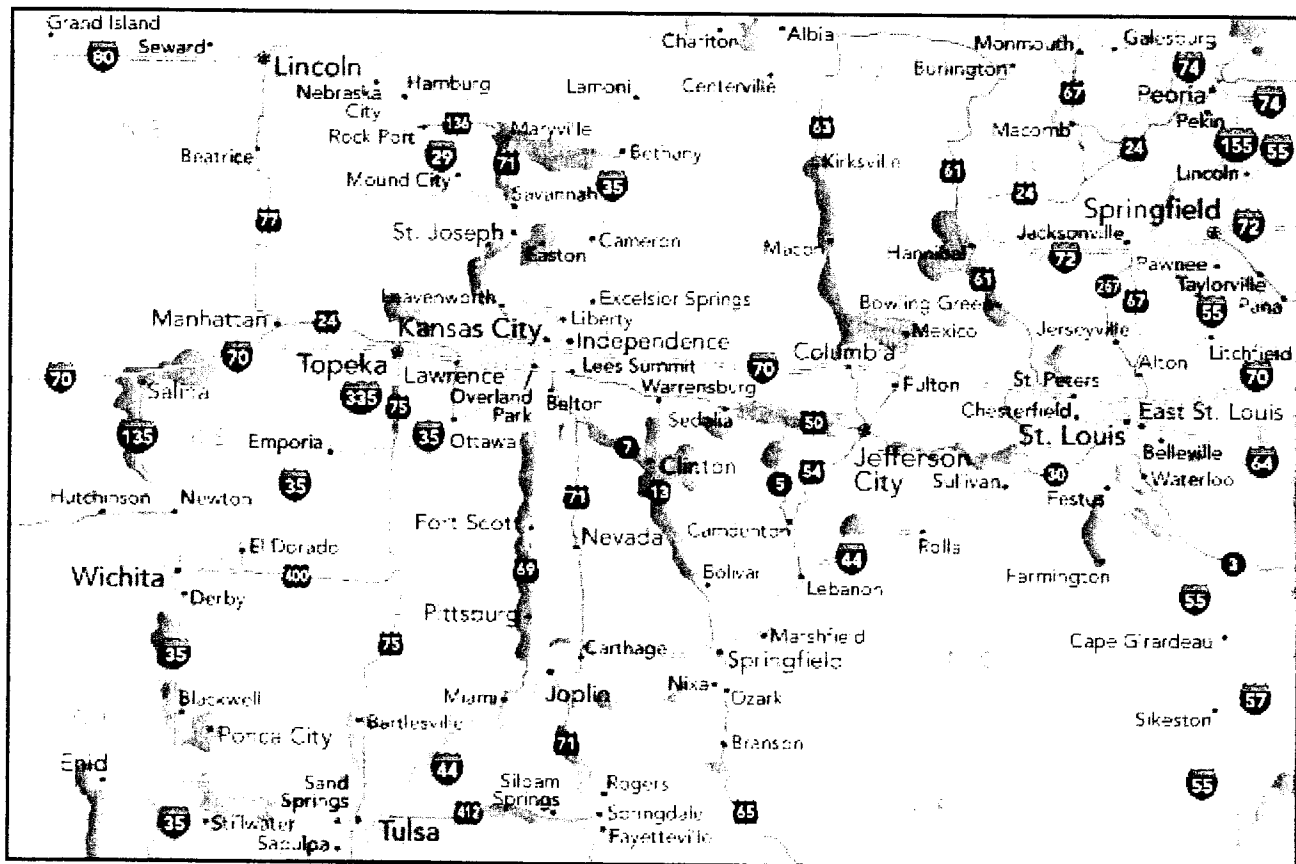 Grand Island
Seward
80
Lincoln
Nebraska
City
Hamburg
Lamoni
Chariton
Albia
Centerville
Monmouth
Galesburg
Burlington
74
67
Peoria
74
Pekin
Rock Port
136
Maryville
29
71
Bethany
63
Macomb
24
155
55
Beatrice
Mound City
35
Savannah
Kirksville
61
24
Lincoln
Springfield
77
St. Joseph
Easton
Cameron
Macon
Hannibal
Jacksonville
72
72
Pawnee
61
267
67
Taylorville
Pana
55
Leavenworth
Excelsior Springs
Bowling Green
Manhattan
24
Kansas City
Liberty
Independence
Mexico
Jerseyville
Litchfield
70
70
Topeka
Lawrence
Lees Summit
70
Columbia
Alton
70
Salina
335
75
Overland
Park
Belton
Warrensburg
Fulton
St. Peters
Chesterfield
East St. Louis
135
Emporia
35
Ottawa
7
Sedalia
50
St. Louis
Belleville
64
Clinton
Jefferson
City
Sullivan
30
Waterloo
Festus
35
13
5
54
71
Hutchinson
Newton
Fort Scott
Nevada
Camdenton
Rolla
El Dorado
Wichita
400
69
Bolivar
44
Lebanon
Farmington
3
Derby
55
Pittsburg
35
75
Carthage
Marshfield
Springfield
Cape Girardeau
Blackwell
Miami
Joplin
Nixa
Ozark
57
Sikeston
Ponca City
Bartlesville
71
Branson
Enid
44
55
Sand
Springs
Siloam
Springs
Rogers
35
Stillwater
Tulsa
412
Springdale
65
Sapulpa
Fayetteville